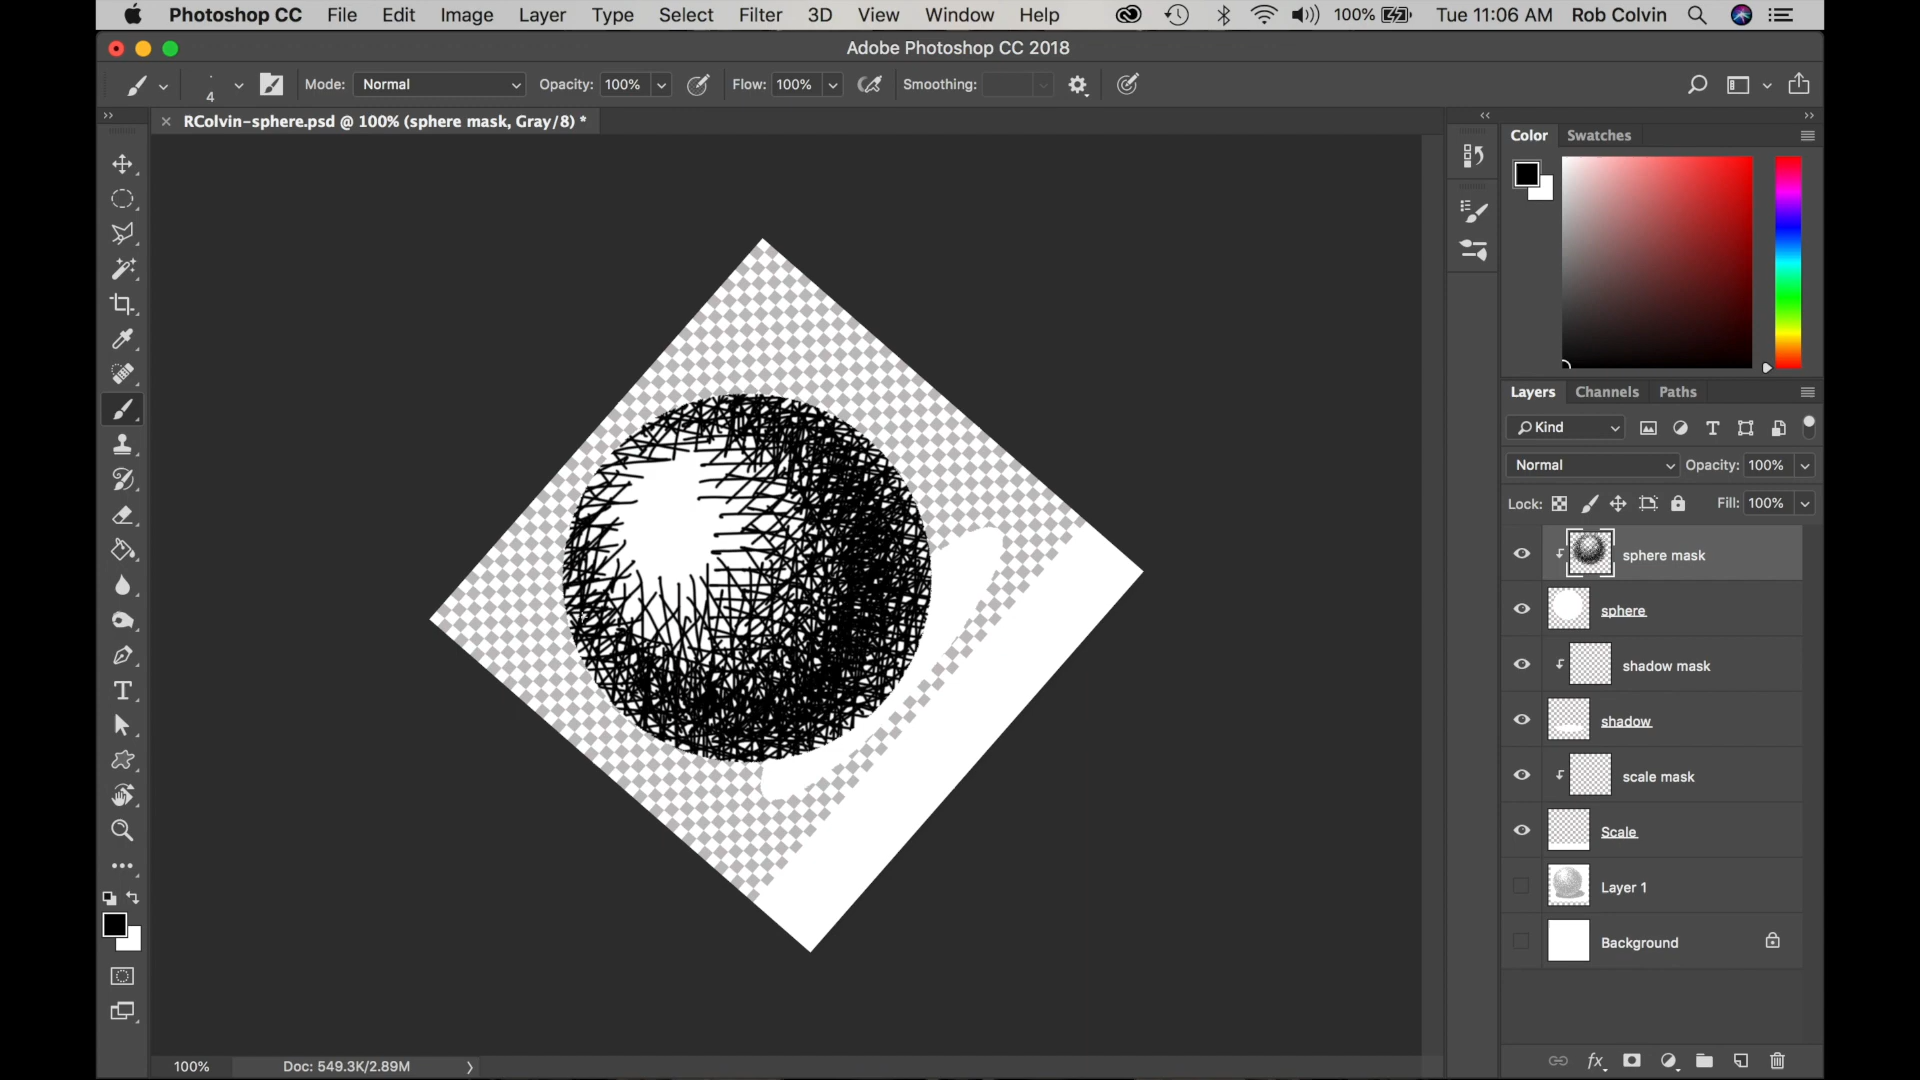 Photoshop CC File Edit Image Layer Type Select Filter 3D View Window Help 100% Tue 11:06 AM Rob Colvin
Adobe Photoshop CC 2018
4 Mode: Normal Opacity: 100% Flow: 100% Smoothing:
RColvin-sphere.psd @ 100% (sphere mask, Gray/8) *
Color Swatches
Layers Channels Paths
Kind
Normal Opacity: 100%
Lock: Fill: 100%
sphere mask
sphere
shadow mask
shadow
scale mask
Scale
Layer 1
Background
100% Doc: 549.3K/2.89M